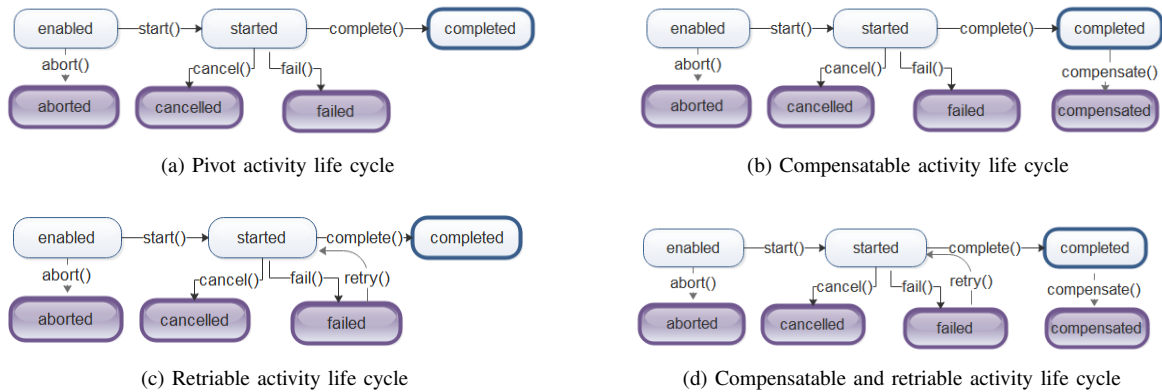 enabled start() started complete() completed
abort() cancel() fail()
aborted cancelled failed
(a) Pivot activity life cycle
enabled start() started complete() completed
abort() cancel() fail() compensate()
aborted cancelled failed compensated
(b) Compensatable activity life cycle
enabled start() started complete() completed
abort() cancel() fail() retry()
aborted cancelled failed
(c) Retriable activity life cycle
enabled start() started complete() completed
abort() cancel() fail() retry() compensate()
aborted cancelled failed compensated
(d) Compensatable and retriable activity life cycle